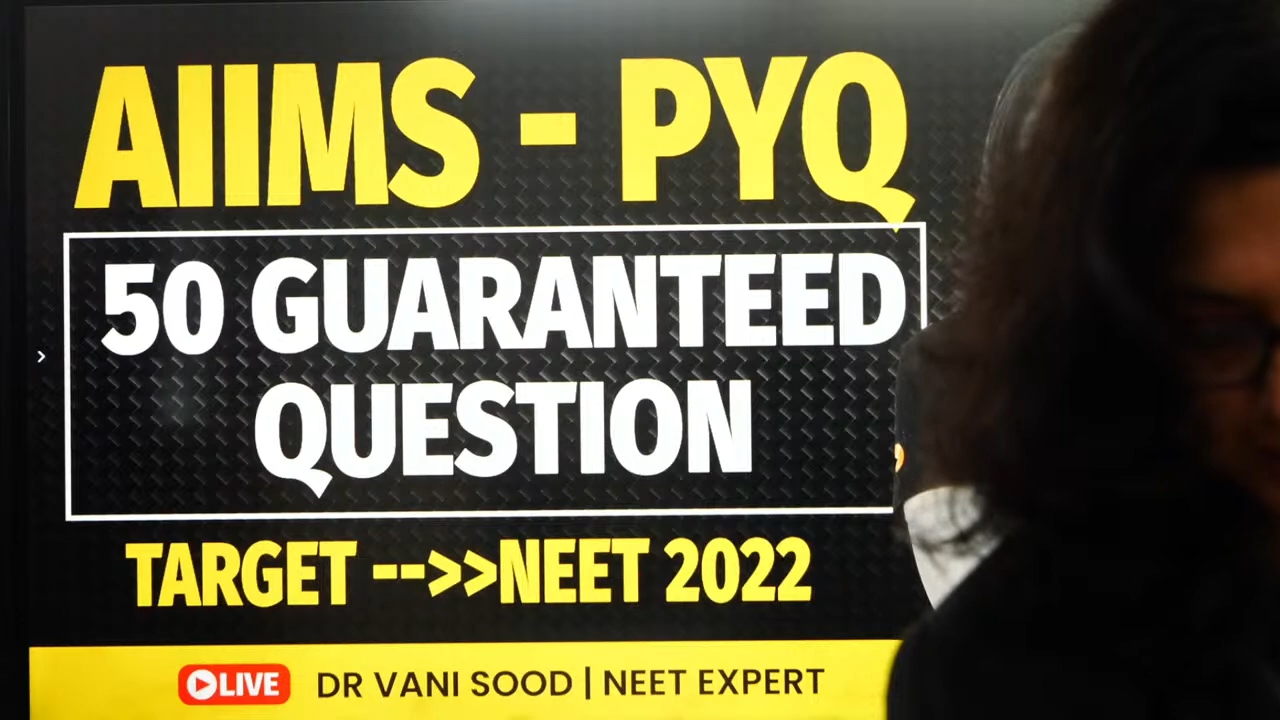 AIIMS - PYQ
50 GUARANTEED
QUESTION
TARGET -->>NEET 2022
LIVE DR VANI SOOD | NEET EXPERT